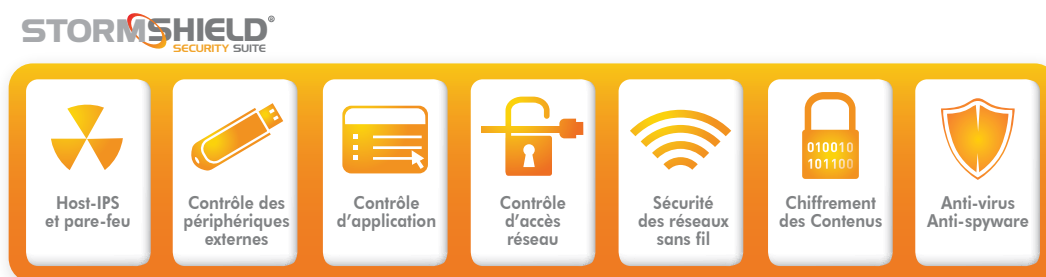 STORMSHIELD®
SECURITY SUITE
Host-IPS
et pare-feu
Contrôle des
périphériques
externes
Contrôle
d'application
Contrôle
d'accès
réseau
Sécurité
des réseaux
sans fil
010010
101100
Chiffrement
des Contenus
Anti-virus
Anti-spyware